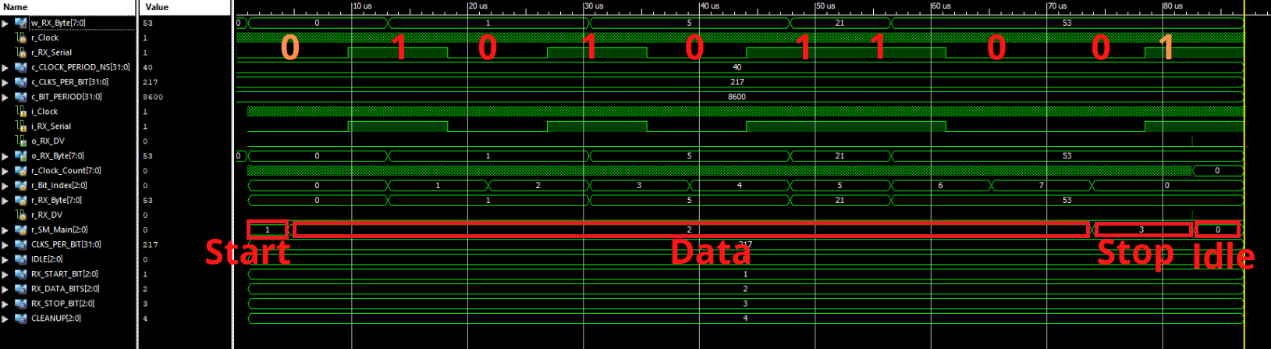 Name Value 10 us 20 us 30 us 40 us 50 us 60 us 70 us 80 us
w_RX_Byte[7:0] 53 0 0 1 5 21 53
r_Clock 1
0 1 0 1 0 1 1 0 0 1
r_RX_Serial 1
c_CLOCK_PERIOD_NS[31:0] 40 40
c_CLKS_PER_BIT[31:0] 217 217
c_BIT_PERIOD[31:0] 8600 8600
i_Clock 1
i_RX_Serial 1
o_RX_DV 0
o_RX_Byte[7:0] 53 0 0 1 5 21 53
r_Clock_Count[7:0] 0 0
r_Bit_Index[2:0] 0 0 1 2 3 4 5 6 7 0
r_RX_Byte[7:0] 53 0 1 5 21 53
r_RX_DV 0
r_SM_Main[2:0] 0 1 2 3 0
Start Data Stop Idle
CLKS_PER_BIT[31:0] 217 217
IDLE[2:0] 0
RX_START_BIT[2:0] 1 1
RX_DATA_BITS[2:0] 2 2
RX_STOP_BIT[2:0] 3 3
CLEANUP[2:0] 4 4